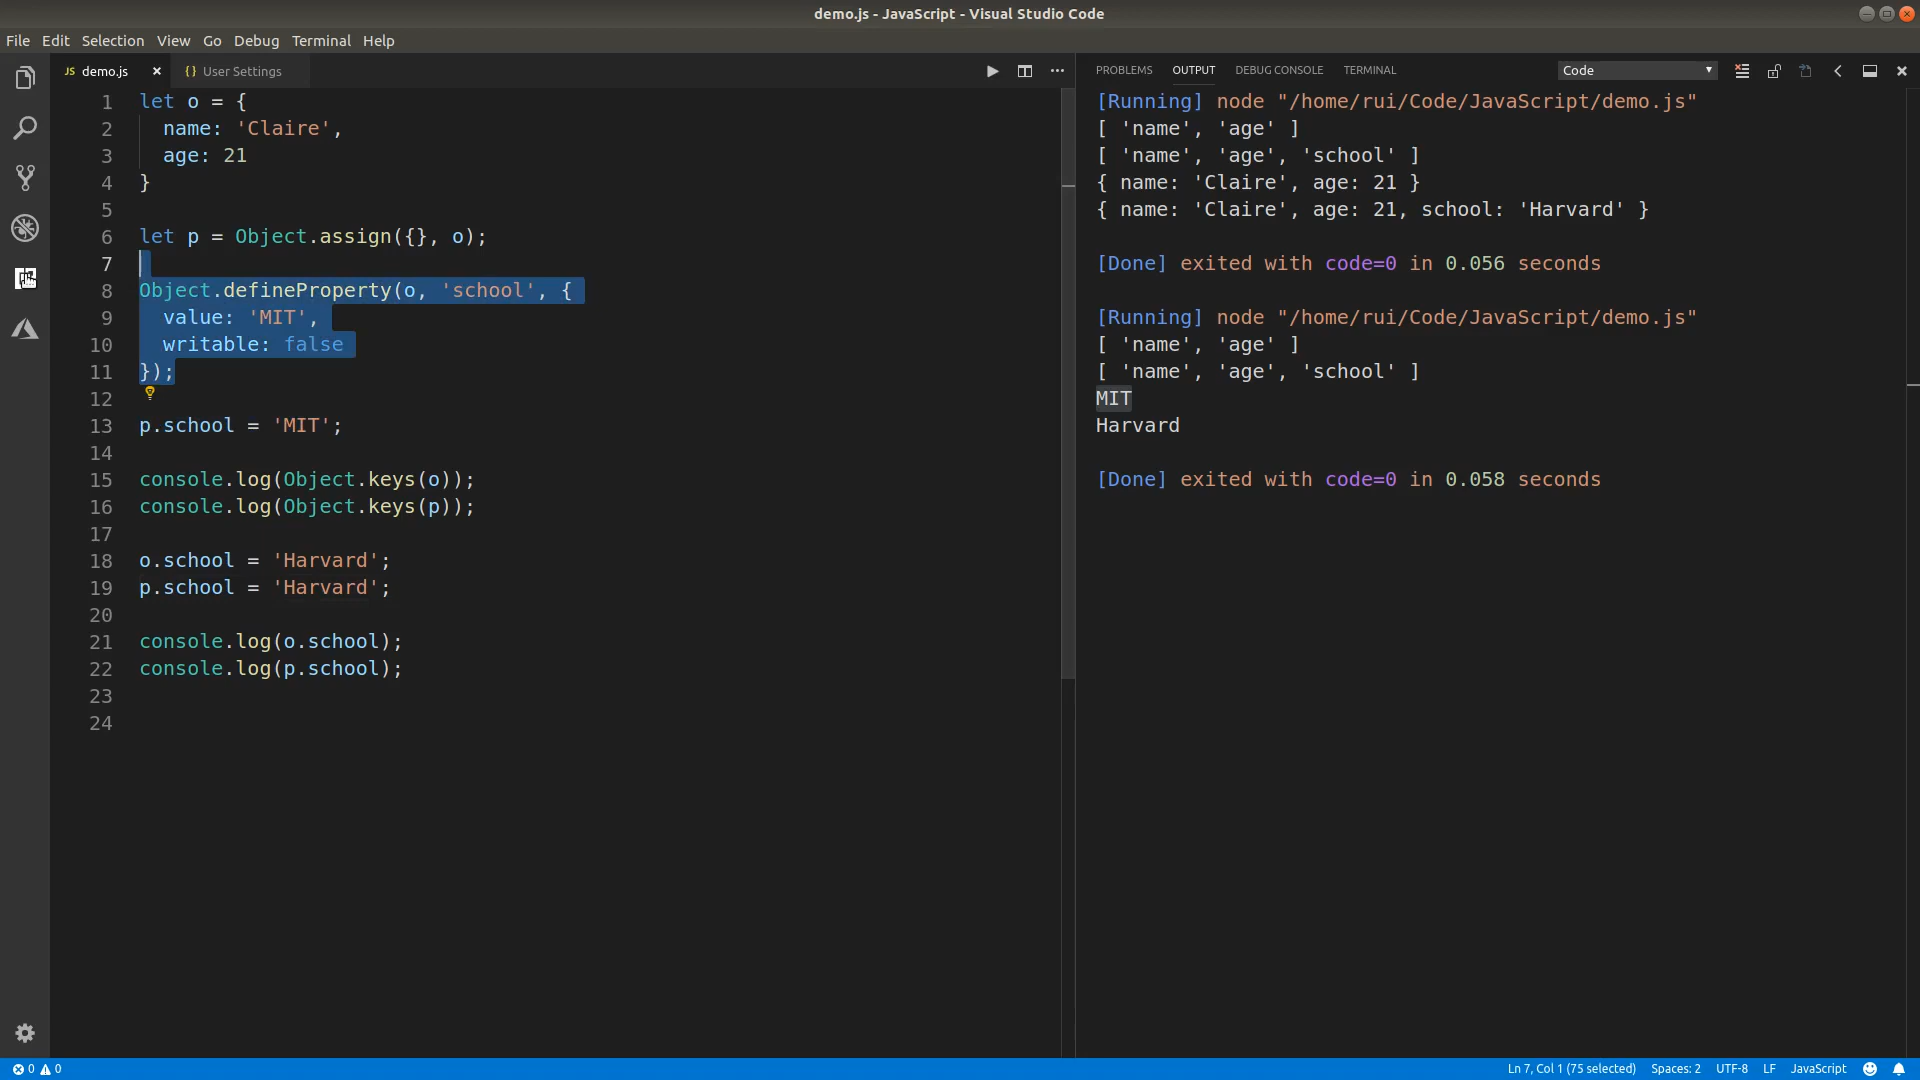 demo.js - JavaScript - Visual Studio Code
File Edit Selection View Go Debug Terminal Help
JS demo.js × {} User Settings
PROBLEMS OUTPUT DEBUG CONSOLE TERMINAL Code
1 let o = {
2 name: 'Claire',
3 age: 21
4 }
5
6 let p = Object.assign({}, o);
7
8 Object.defineProperty(o, 'school', {
9 value: 'MIT',
10 writable: false
11 });
12
13 p.school = 'MIT';
14
15 console.log(Object.keys(o));
16 console.log(Object.keys(p));
17
18 o.school = 'Harvard';
19 p.school = 'Harvard';
20
21 console.log(o.school);
22 console.log(p.school);
23
24
[Running] node "/home/rui/Code/JavaScript/demo.js"
[ 'name', 'age' ]
[ 'name', 'age', 'school' ]
{ name: 'Claire', age: 21 }
{ name: 'Claire', age: 21, school: 'Harvard' }
[Done] exited with code=0 in 0.056 seconds
[Running] node "/home/rui/Code/JavaScript/demo.js"
[ 'name', 'age' ]
[ 'name', 'age', 'school' ]
MIT
Harvard
[Done] exited with code=0 in 0.058 seconds
0 0 Ln 7, Col 1 (75 selected) Spaces: 2 UTF-8 LF JavaScript